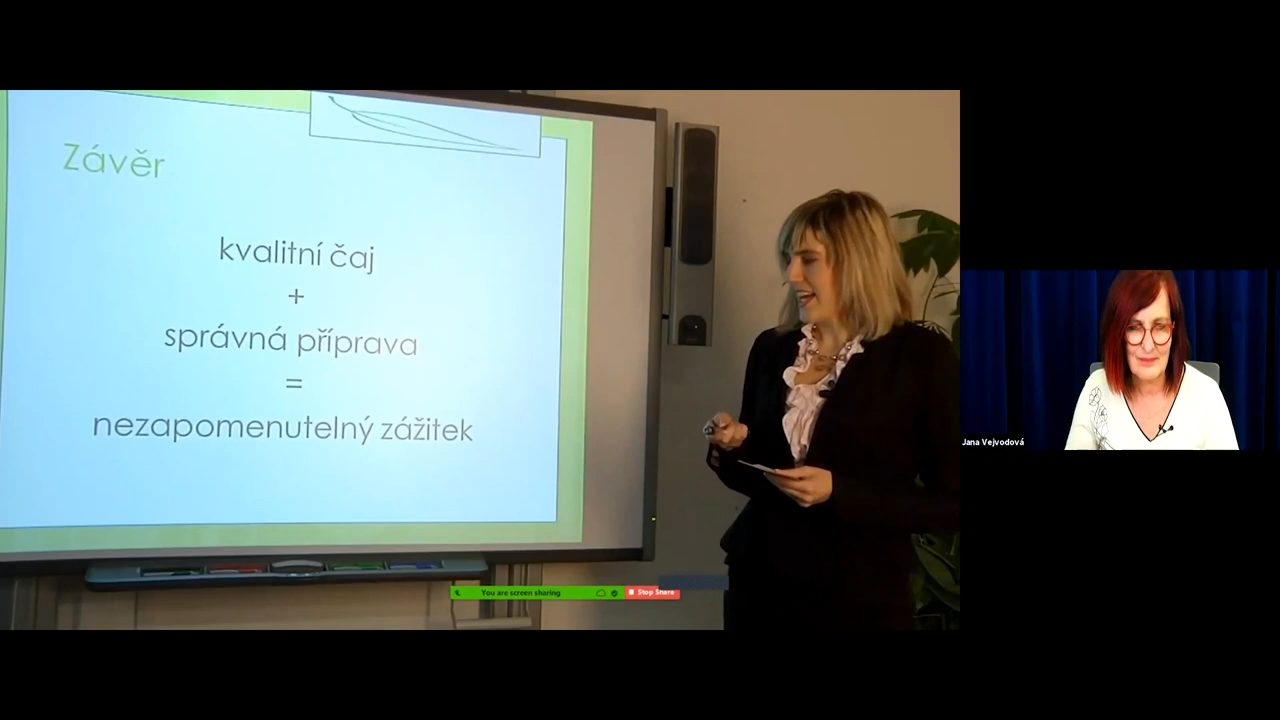 Závěr
kvalitní čaj
+
správná příprava
=
nezapomenutelný zážitek
Jana Vejvodová
You are screen sharing
Stop Share